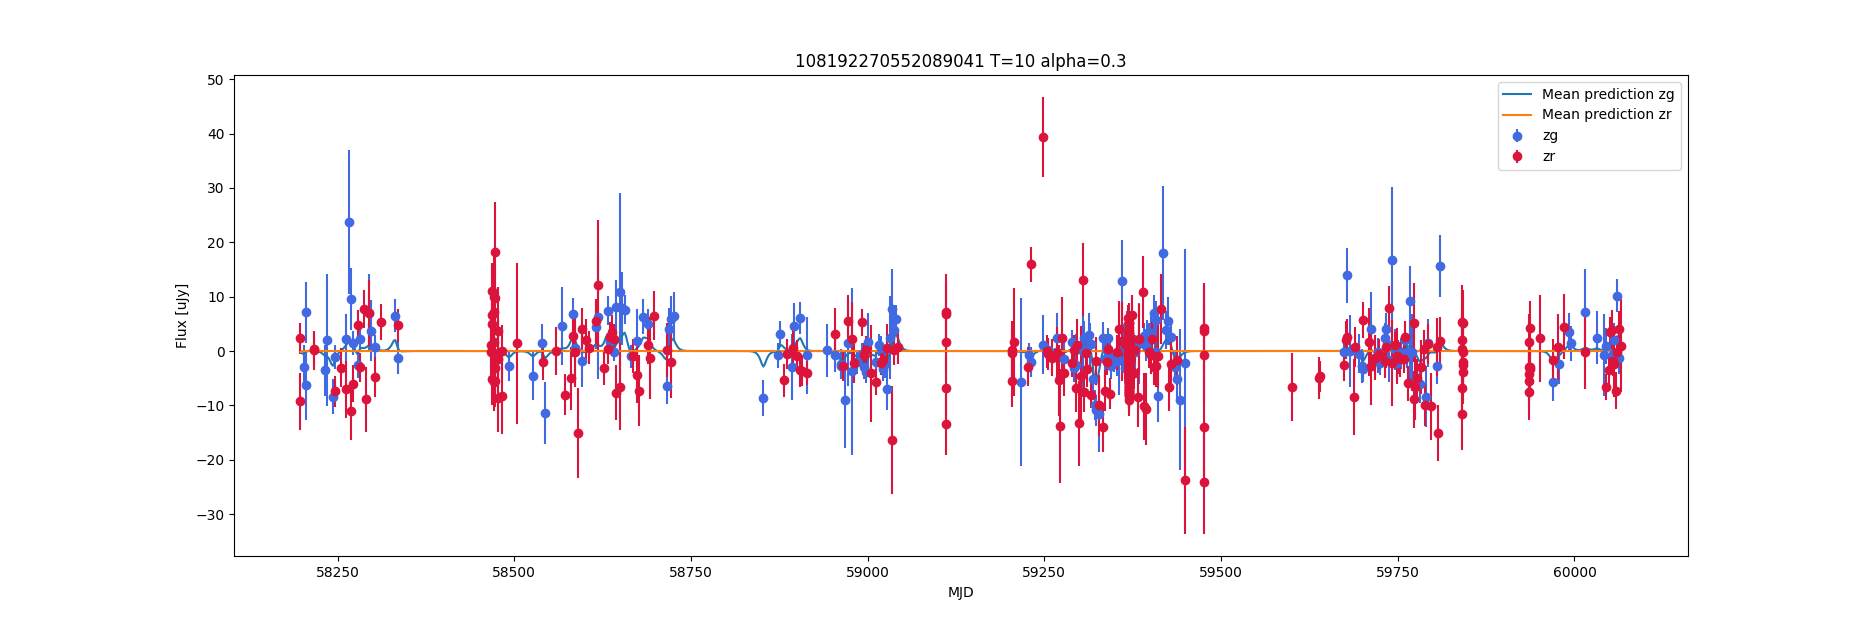 108192270552089041 T=10 alpha=0.3
50
40
30
20
10
0
−10
−20
−30
Flux [uJy]
Mean prediction zg
Mean prediction zr
zg
zr
58250 58500 58750 59000 59250 59500 59750 60000
MJD